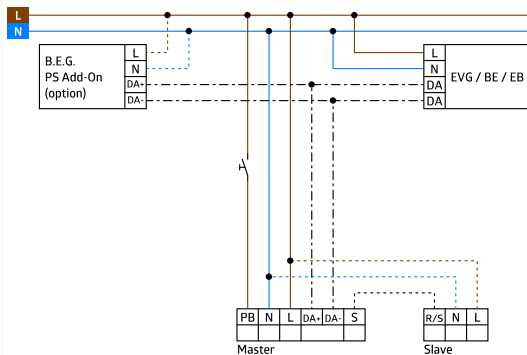 L
N
B.E.G.
PS Add-On
(option)
L
N
DA+
DA-
L
N
DA
DA
EVG / BE / EB
PB N L DA+ DA- S
Master
R/S N L
Slave